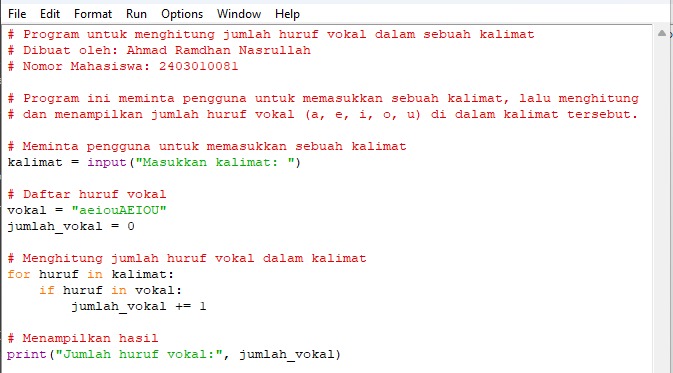 File Edit Format Run Options Window Help
# Program untuk menghitung jumlah huruf vokal dalam sebuah kalimat
# Dibuat oleh: Ahmad Ramdhan Nasrullah
# Nomor Mahasiswa: 2403010081

# Program ini meminta pengguna untuk memasukkan sebuah kalimat, lalu menghitung
# dan menampilkan jumlah huruf vokal (a, e, i, o, u) di dalam kalimat tersebut.

# Meminta pengguna untuk memasukkan sebuah kalimat
kalimat = input("Masukkan kalimat: ")

# Daftar huruf vokal
vokal = "aeiouAEIOU"
jumlah_vokal = 0

# Menghitung jumlah huruf vokal dalam kalimat
for huruf in kalimat:
    if huruf in vokal:
        jumlah_vokal += 1

# Menampilkan hasil
print("Jumlah huruf vokal:", jumlah_vokal)